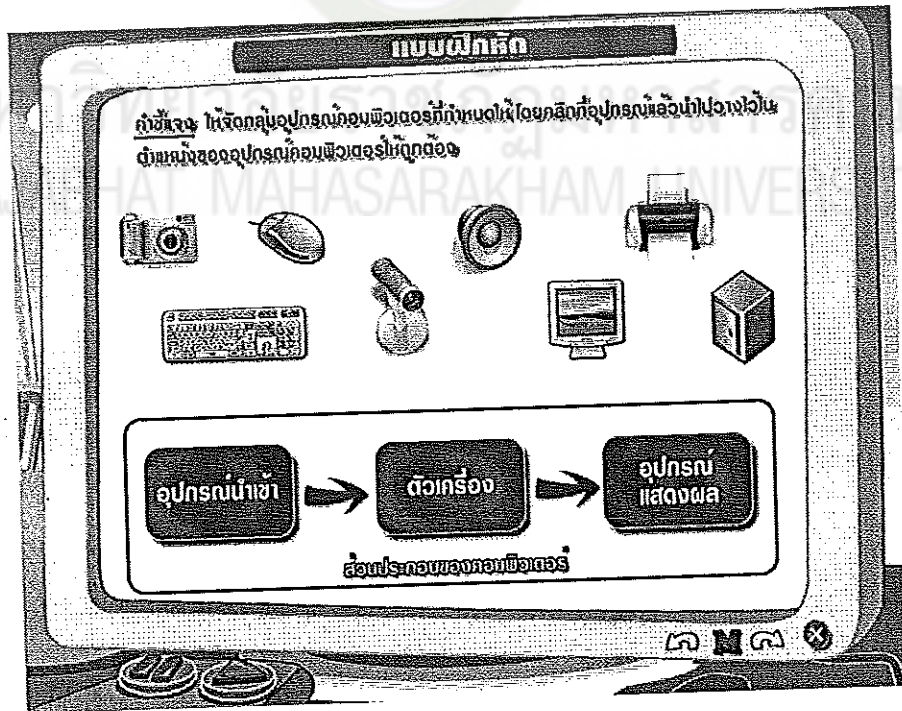 แบบฝึกหัด
คำชี้แจง ให้จัดกลุ่มอุปกรณ์คอมพิวเตอร์ที่กำหนดให้โดยคลิกที่อุปกรณ์แล้วนำไปวางไว้ใน
ตำแหน่งของอุปกรณ์คอมพิวเตอร์ให้ถูกต้อง
MAHASARAKHAM
อุปกรณ์นำเข้า
ตัวเครื่อง
อุปกรณ์
แสดงผล
ส่วนประกอบของคอมพิวเตอร์
M